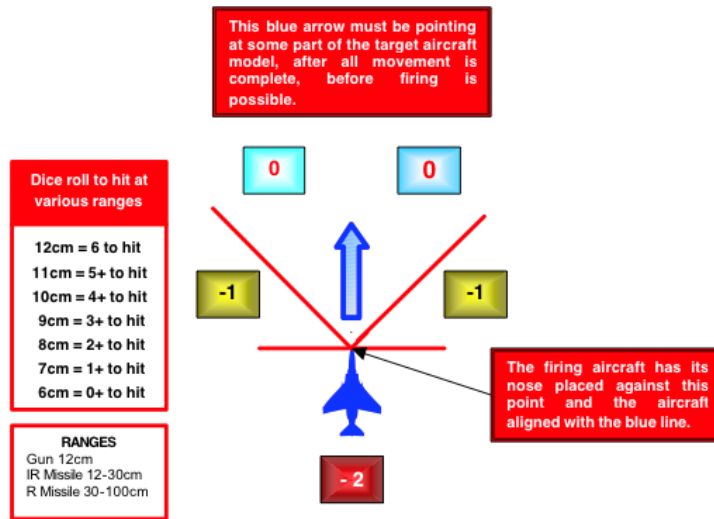 This blue arrow must be pointing
at some part of the target aircraft
model, after all movement is
complete, before firing is
possible.
0
0
Dice roll to hit at
various ranges
12cm = 6 to hit
11cm = 5+ to hit
10cm = 4+ to hit
9cm = 3+ to hit
8cm = 2+ to hit
7cm = 1+ to hit
6cm = 0+ to hit
-1
-1
The firing aircraft has its
nose placed against this
point and the aircraft
aligned with the blue line.
RANGES
Gun 12cm
IR Missile 12-30cm
R Missile 30-100cm
- 2